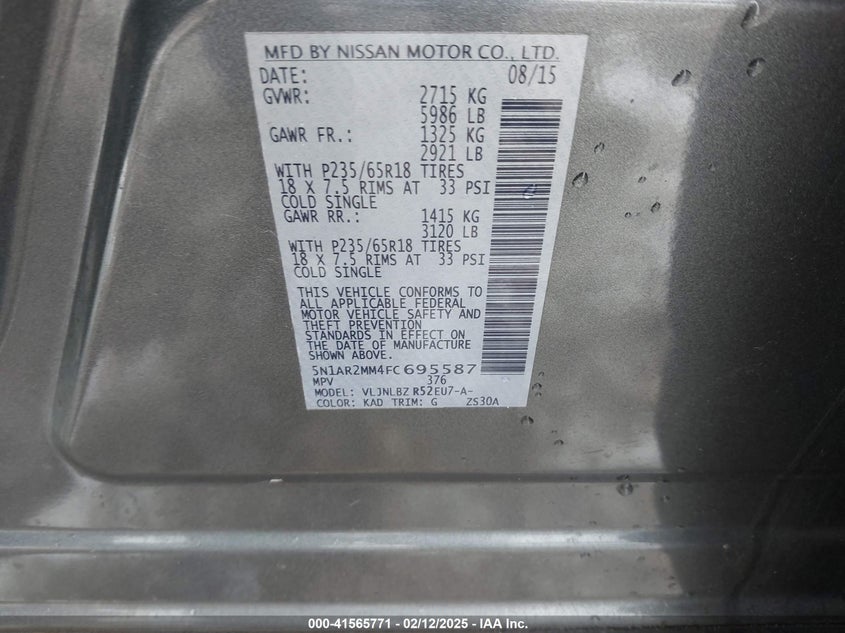 MFD BY NISSAN MOTOR CO., LTD.
DATE: 08/15
GVWR: 2715 KG
5986 LB
GAWR FR.: 1325 KG
2921 LB
WITH P235/65R18 TIRES
18 X 7.5 RIMS AT 33 PSI
COLD SINGLE
GAWR RR.: 1415 KG
3120 LB
WITH P235/65R18 TIRES
18 X 7.5 RIMS AT 33 PSI
COLD SINGLE
THIS VEHICLE CONFORMS TO
ALL APPLICABLE FEDERAL
MOTOR VEHICLE SAFETY AND
THEFT PREVENTION
STANDARDS IN EFFECT ON
THE DATE OF MANUFACTURE
SHOWN ABOVE.
5N1AR2MM4FC695587
MPV 376
MODEL: VLJNLBZ R52EU7-A-
COLOR: KAD TRIM: G ZS30A
000-41565771 - 02/12/2025 - © IAA Inc.